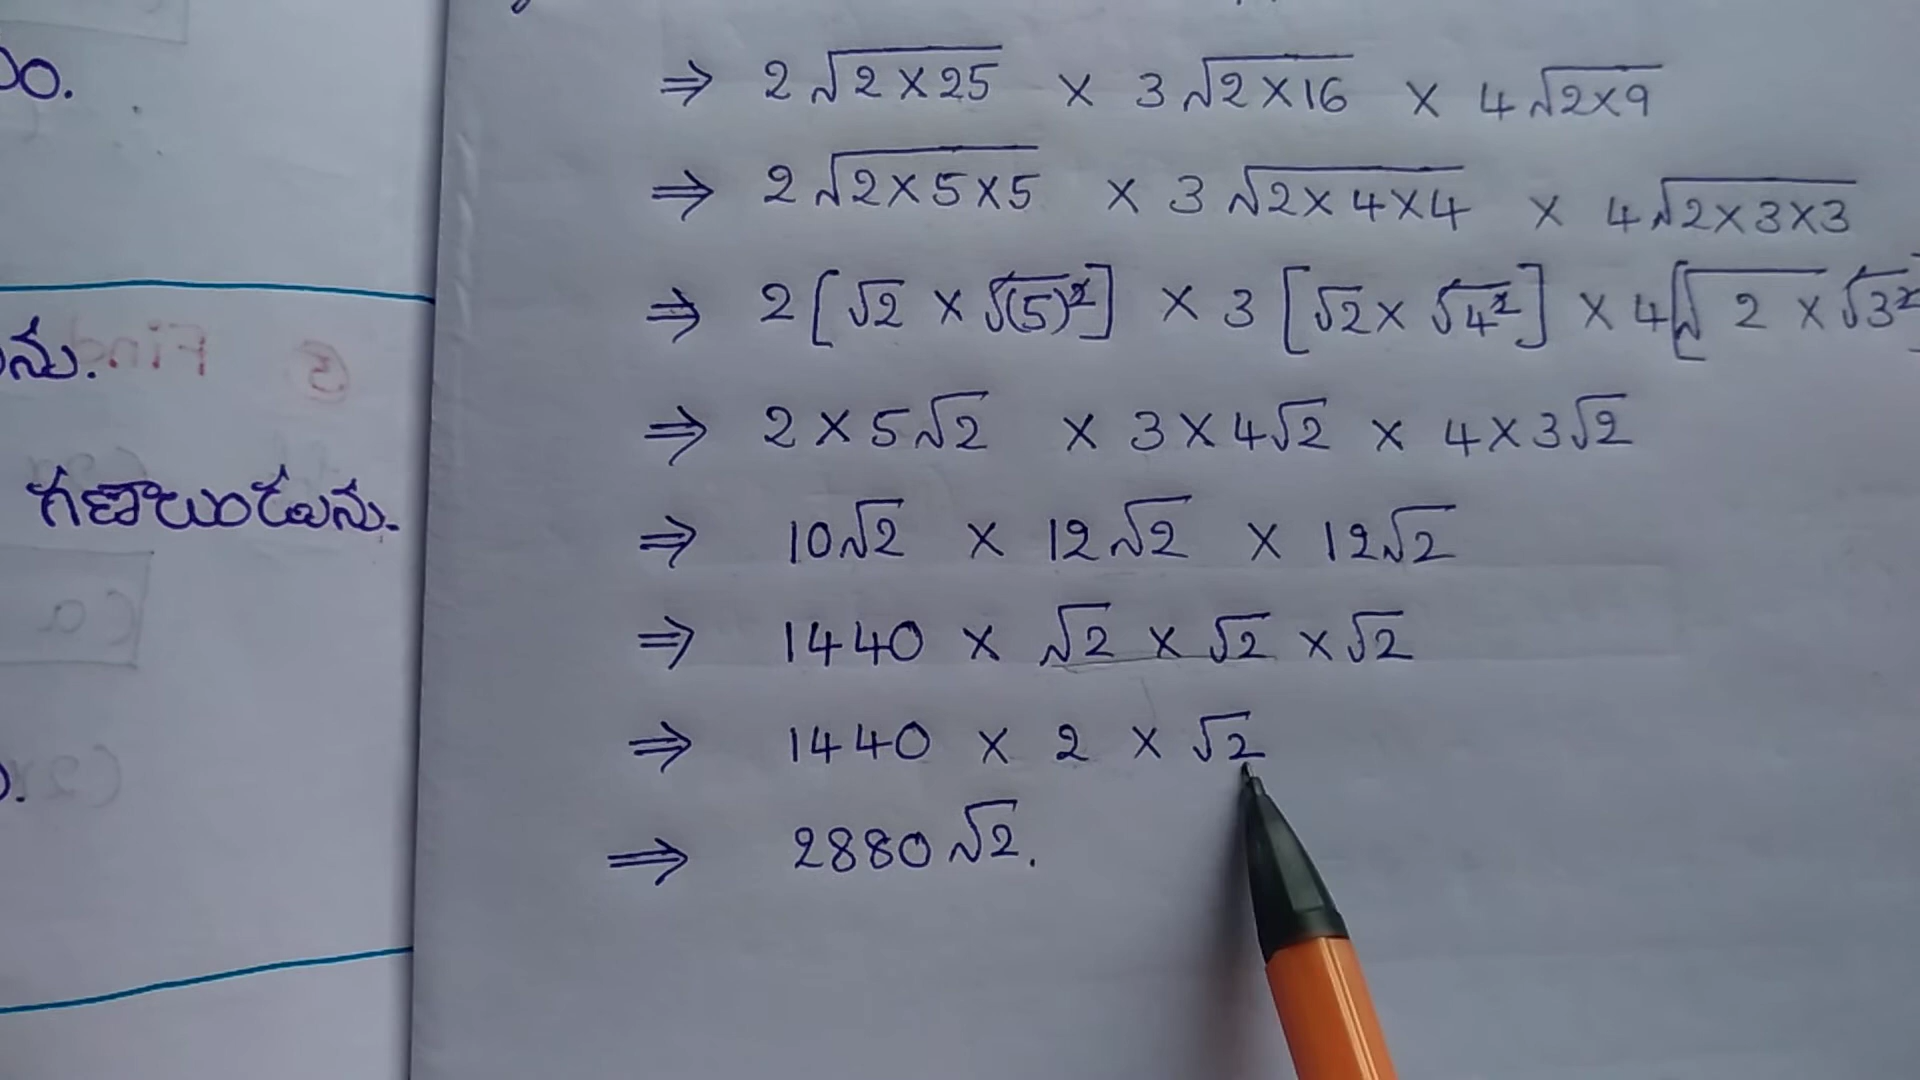 ⇒ 2√(2×25) × 3√(2×16) × 4√(2×9)
⇒ 2√(2×5×5) × 3√(2×4×4) × 4√(2×3×3)
⇒ 2[√2 × √(5)²] × 3[√2 × √4²] × 4[√2 × √3²]
⇒ 2×5√2 × 3×4√2 × 4×3√2
⇒ 10√2 × 12√2 × 12√2
⇒ 1440 × √2 × √2 × √2
⇒ 1440 × 2 × √2
⇒ 2880√2.